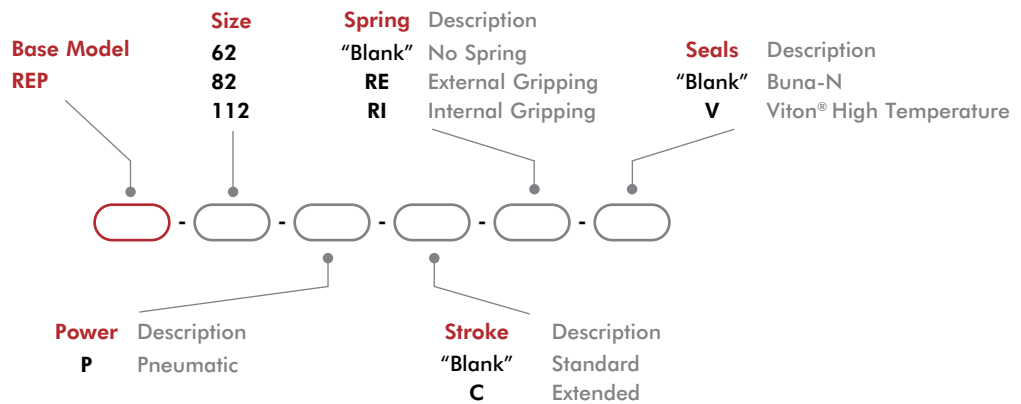 Base Model
REP
Size
62
82
112
Spring Description
“Blank” No Spring
RE External Gripping
RI Internal Gripping
Seals Description
“Blank” Buna-N
V Viton® High Temperature
- - - - -
Power Description
P Pneumatic
Stroke Description
“Blank” Standard
C Extended